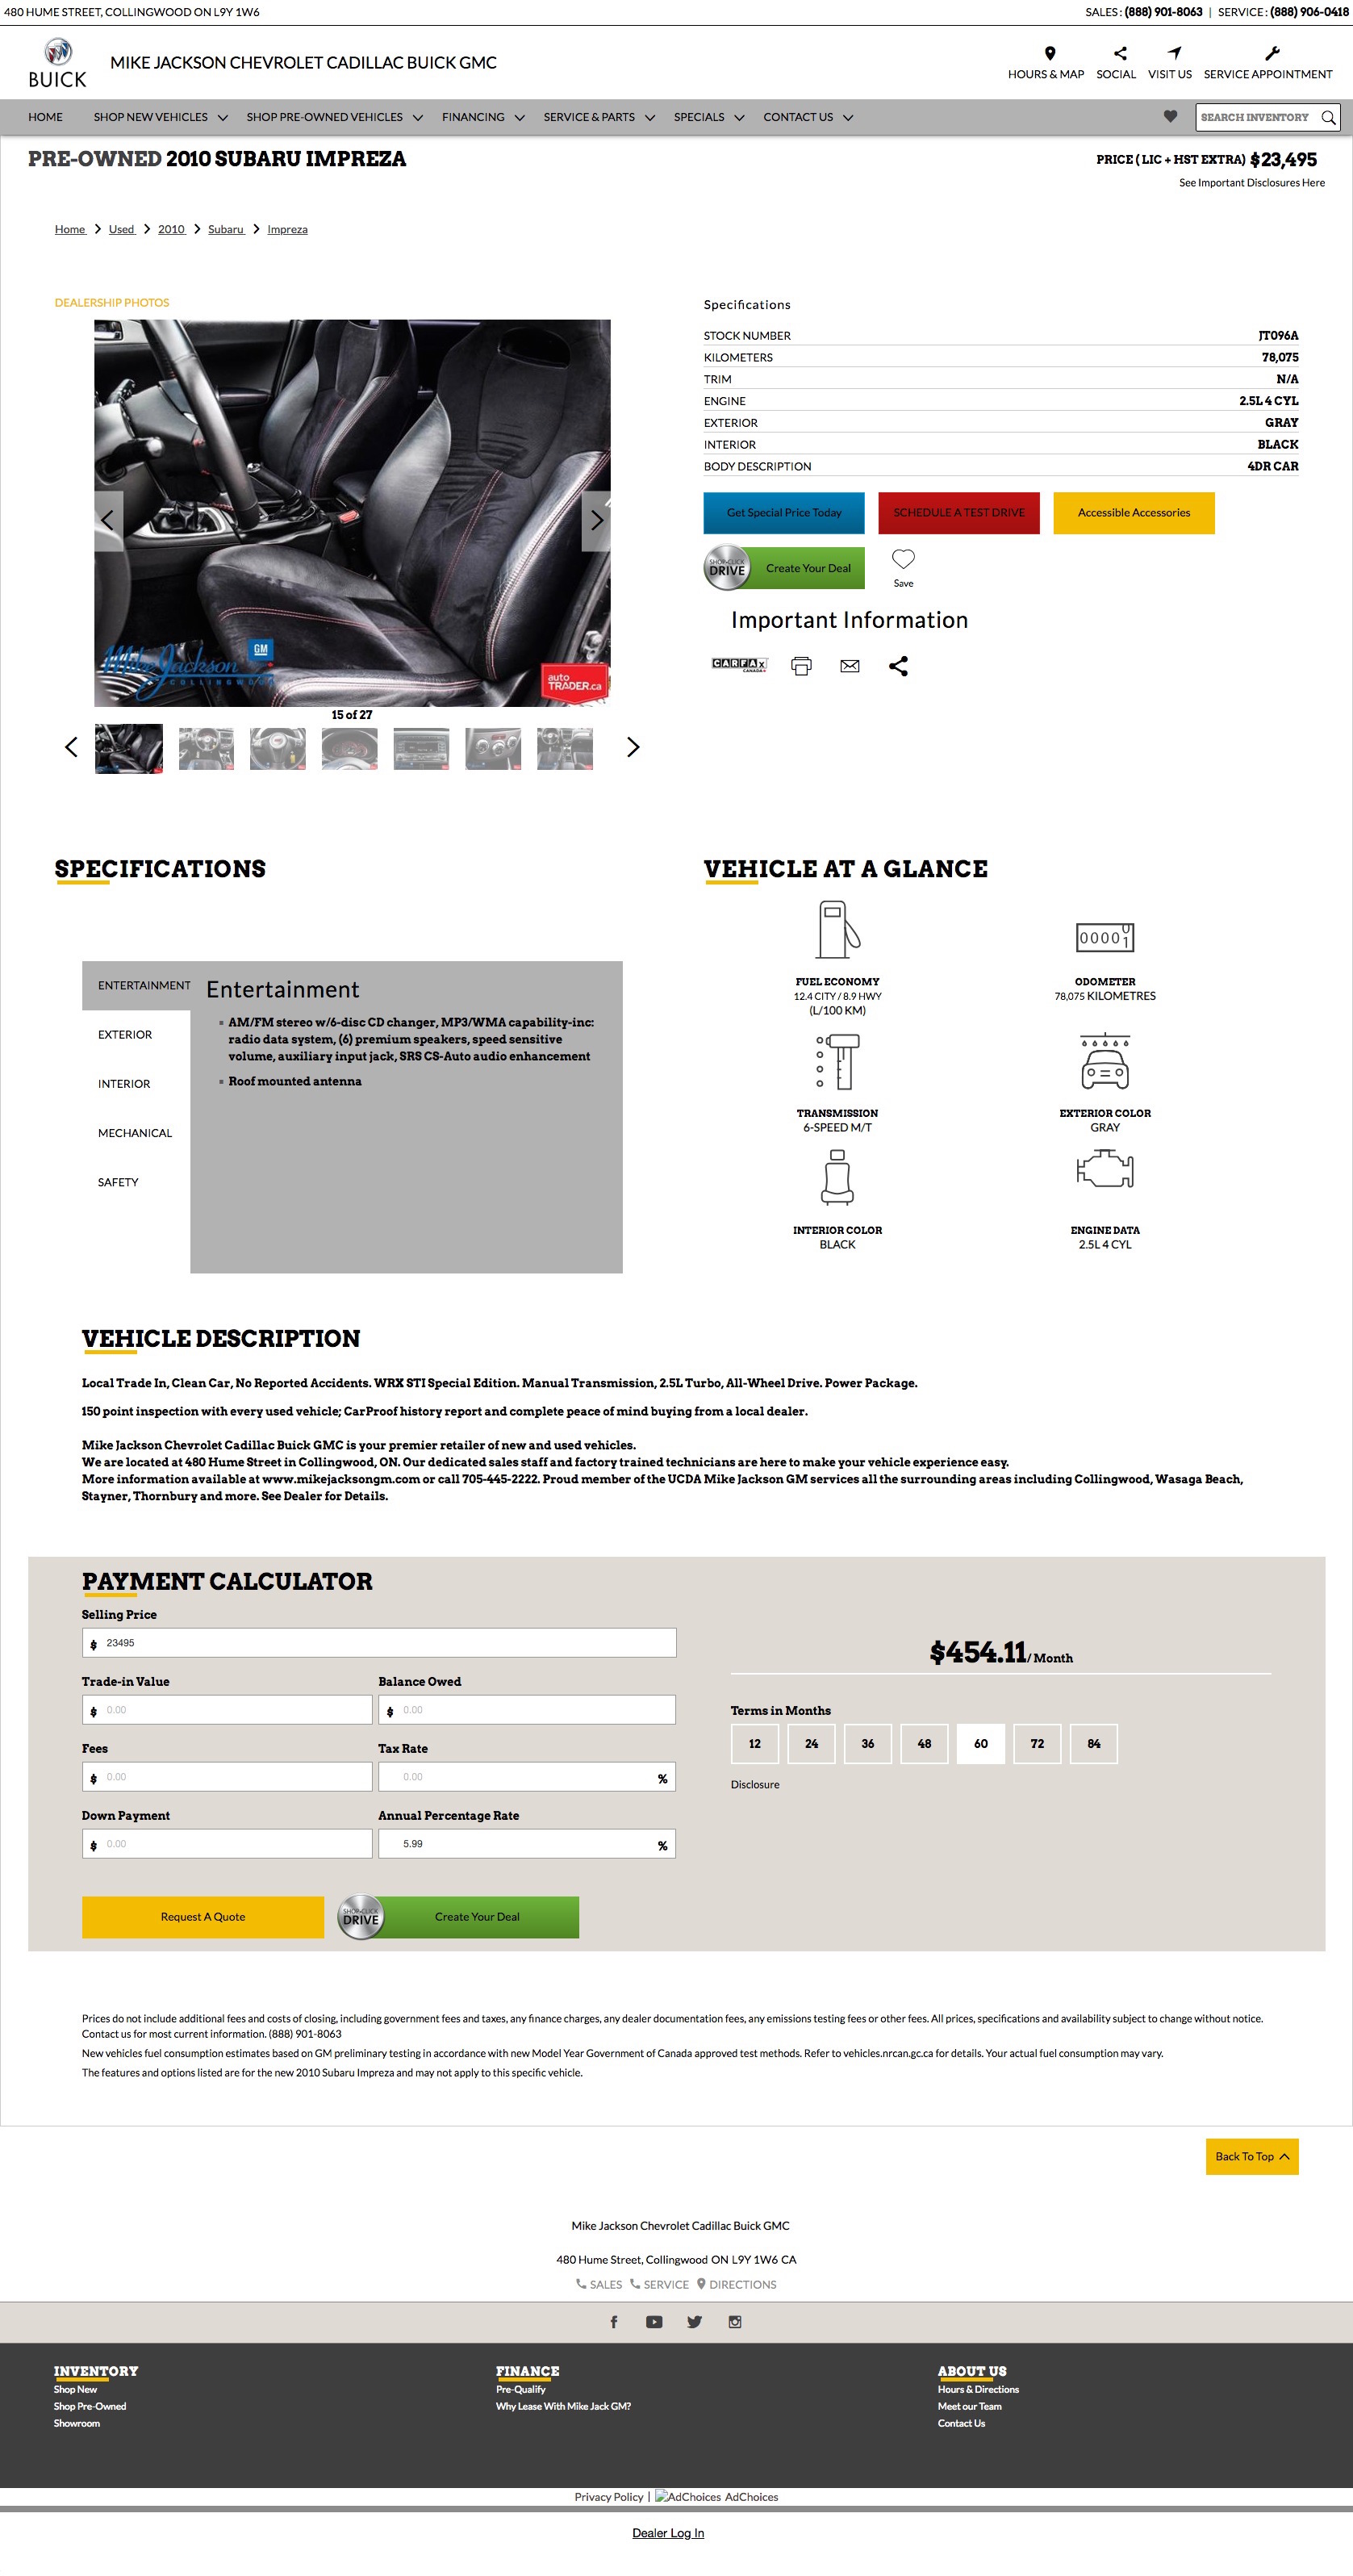 480 HUME STREET, COLLINGWOOD ON L9Y 1W6
SALES : (888) 901-8063 | SERVICE : (888) 906-0418
BUICK
MIKE JACKSON CHEVROLET CADILLAC BUICK GMC
HOURS & MAP SOCIAL VISIT US SERVICE APPOINTMENT
HOME SHOP NEW VEHICLES SHOP PRE-OWNED VEHICLES FINANCING SERVICE & PARTS SPECIALS CONTACT US
SEARCH INVENTORY
PRE-OWNED 2010 SUBARU IMPREZA
PRICE ( LIC + HST EXTRA) $23,495
See Important Disclosures Here
Home Used 2010 Subaru Impreza
DEALERSHIP PHOTOS
Mike Jackson
GM
COLLINGWOOD
auto
TRADER.ca
15 of 27
Specifications
STOCK NUMBER JT096A
KILOMETERS 78,075
TRIM N/A
ENGINE 2.5L 4 CYL
EXTERIOR GRAY
INTERIOR BLACK
BODY DESCRIPTION 4DR CAR
Get Special Price Today SCHEDULE A TEST DRIVE Accessible Accessories
SHOP·CLICK
DRIVE
Create Your Deal
Save
Important Information
CARFAX
CANADA
SPECIFICATIONS
ENTERTAINMENT
EXTERIOR
INTERIOR
MECHANICAL
SAFETY
Entertainment
AM/FM stereo w/6-disc CD changer, MP3/WMA capability-inc:
radio data system, (6) premium speakers, speed sensitive
volume, auxiliary input jack, SRS CS-Auto audio enhancement
Roof mounted antenna
VEHICLE AT A GLANCE
00001
0
FUEL ECONOMY
12.4 CITY / 8.9 HWY
(L/100 KM)
ODOMETER
78,075 KILOMETRES
TRANSMISSION
6-SPEED M/T
EXTERIOR COLOR
GRAY
INTERIOR COLOR
BLACK
ENGINE DATA
2.5L 4 CYL
VEHICLE DESCRIPTION
Local Trade In, Clean Car, No Reported Accidents. WRX STI Special Edition. Manual Transmission, 2.5L Turbo, All-Wheel Drive. Power Package.
150 point inspection with every used vehicle; CarProof history report and complete peace of mind buying from a local dealer.
Mike Jackson Chevrolet Cadillac Buick GMC is your premier retailer of new and used vehicles.
We are located at 480 Hume Street in Collingwood, ON. Our dedicated sales staff and factory trained technicians are here to make your vehicle experience easy.
More information available at www.mikejacksongm.com or call 705-445-2222. Proud member of the UCDA Mike Jackson GM services all the surrounding areas including Collingwood, Wasaga Beach,
Stayner, Thornbury and more. See Dealer for Details.
PAYMENT CALCULATOR
Selling Price
$ 23495
Trade-in Value Balance Owed
$ 0.00 $ 0.00
Fees Tax Rate
$ 0.00 0.00 %
Down Payment Annual Percentage Rate
$ 0.00 5.99 %
$454.11/ Month
Terms in Months
12 24 36 48 60 72 84
Disclosure
Request A Quote
SHOP·CLICK
DRIVE
Create Your Deal
Prices do not include additional fees and costs of closing, including government fees and taxes, any finance charges, any dealer documentation fees, any emissions testing fees or other fees. All prices, specifications and availability subject to change without notice.
Contact us for most current information. (888) 901-8063
New vehicles fuel consumption estimates based on GM preliminary testing in accordance with new Model Year Government of Canada approved test methods. Refer to vehicles.nrcan.gc.ca for details. Your actual fuel consumption may vary.
The features and options listed are for the new 2010 Subaru Impreza and may not apply to this specific vehicle.
Back To Top
Mike Jackson Chevrolet Cadillac Buick GMC
480 Hume Street, Collingwood ON L9Y 1W6 CA
SALES SERVICE DIRECTIONS
INVENTORY
Shop New
Shop Pre-Owned
Showroom
FINANCE
Pre-Qualify
Why Lease With Mike Jack GM?
ABOUT US
Hours & Directions
Meet our Team
Contact Us
Privacy Policy | AdChoices AdChoices
Dealer Log In